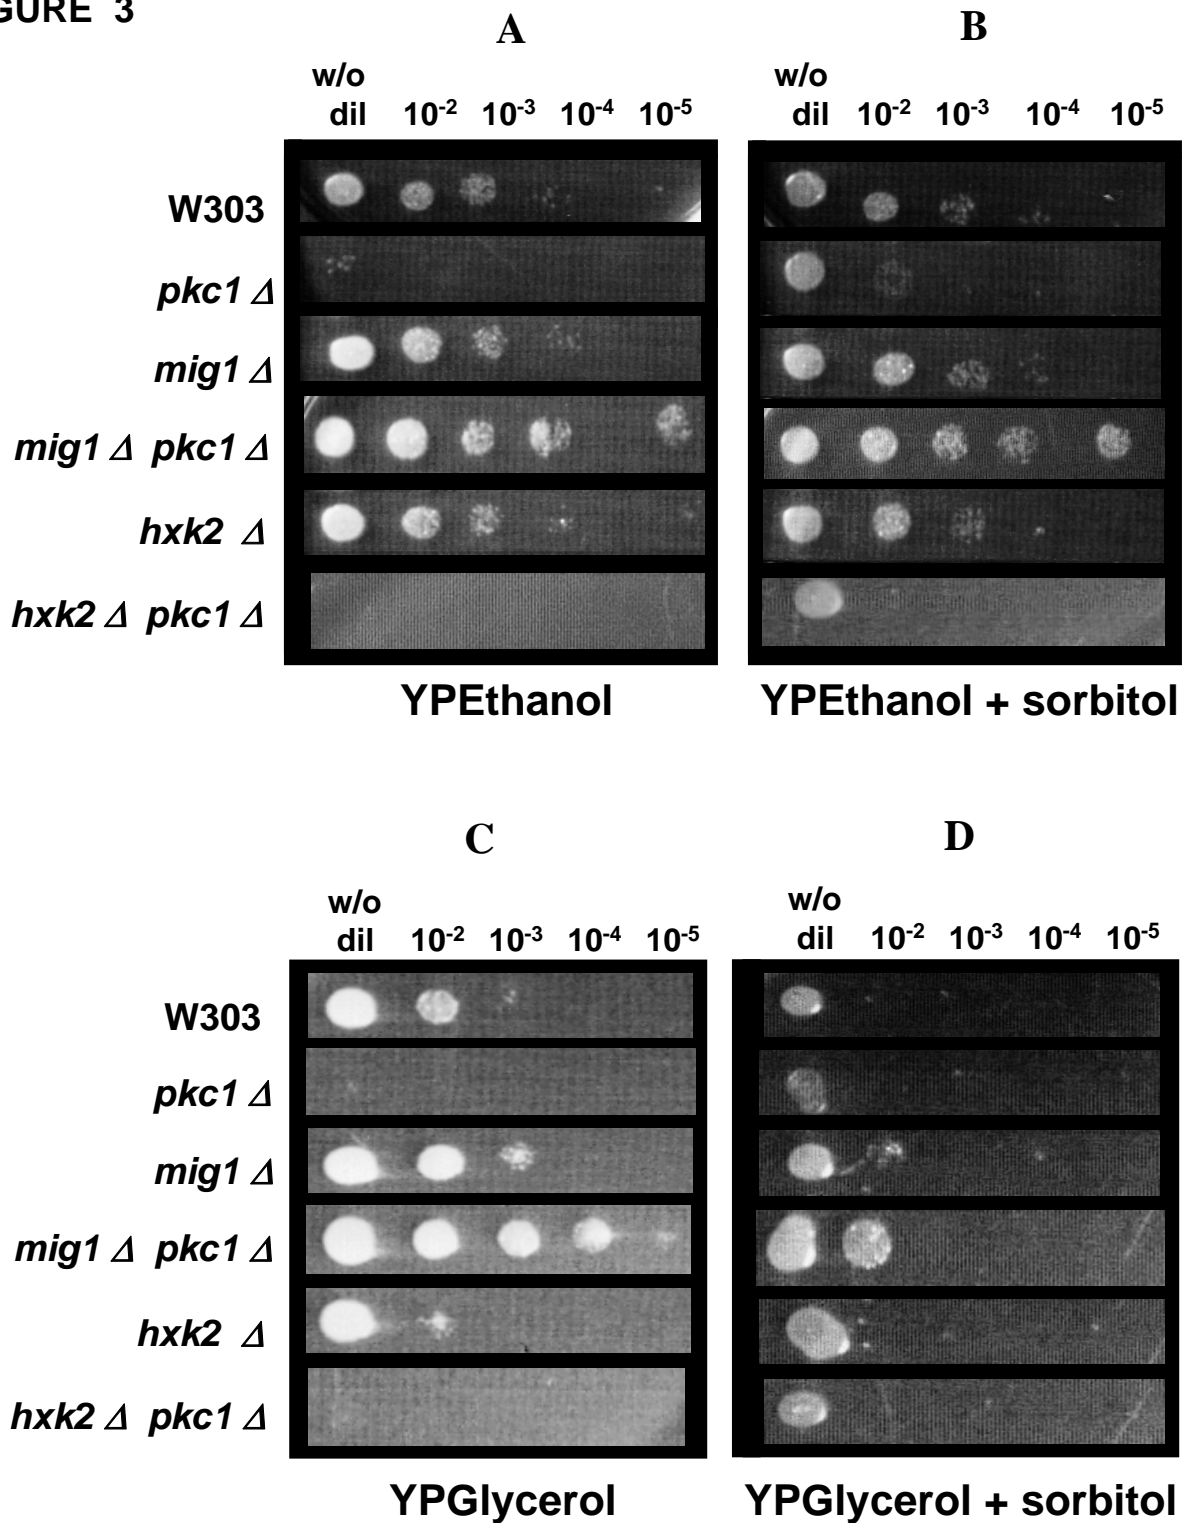 GURE 3
A
B
w/o
dil 10-2 10-3 10-4 10-5
w/o
dil 10-2 10-3 10-4 10-5
W303
pkc1 Δ
mig1 Δ
mig1 Δ pkc1 Δ
hxk2 Δ
hxk2 Δ pkc1 Δ
YPEthanol
YPEthanol + sorbitol
C
D
w/o
dil 10-2 10-3 10-4 10-5
w/o
dil 10-2 10-3 10-4 10-5
W303
pkc1 Δ
mig1 Δ
mig1 Δ pkc1 Δ
hxk2 Δ
hxk2 Δ pkc1 Δ
YPGlycerol
YPGlycerol + sorbitol